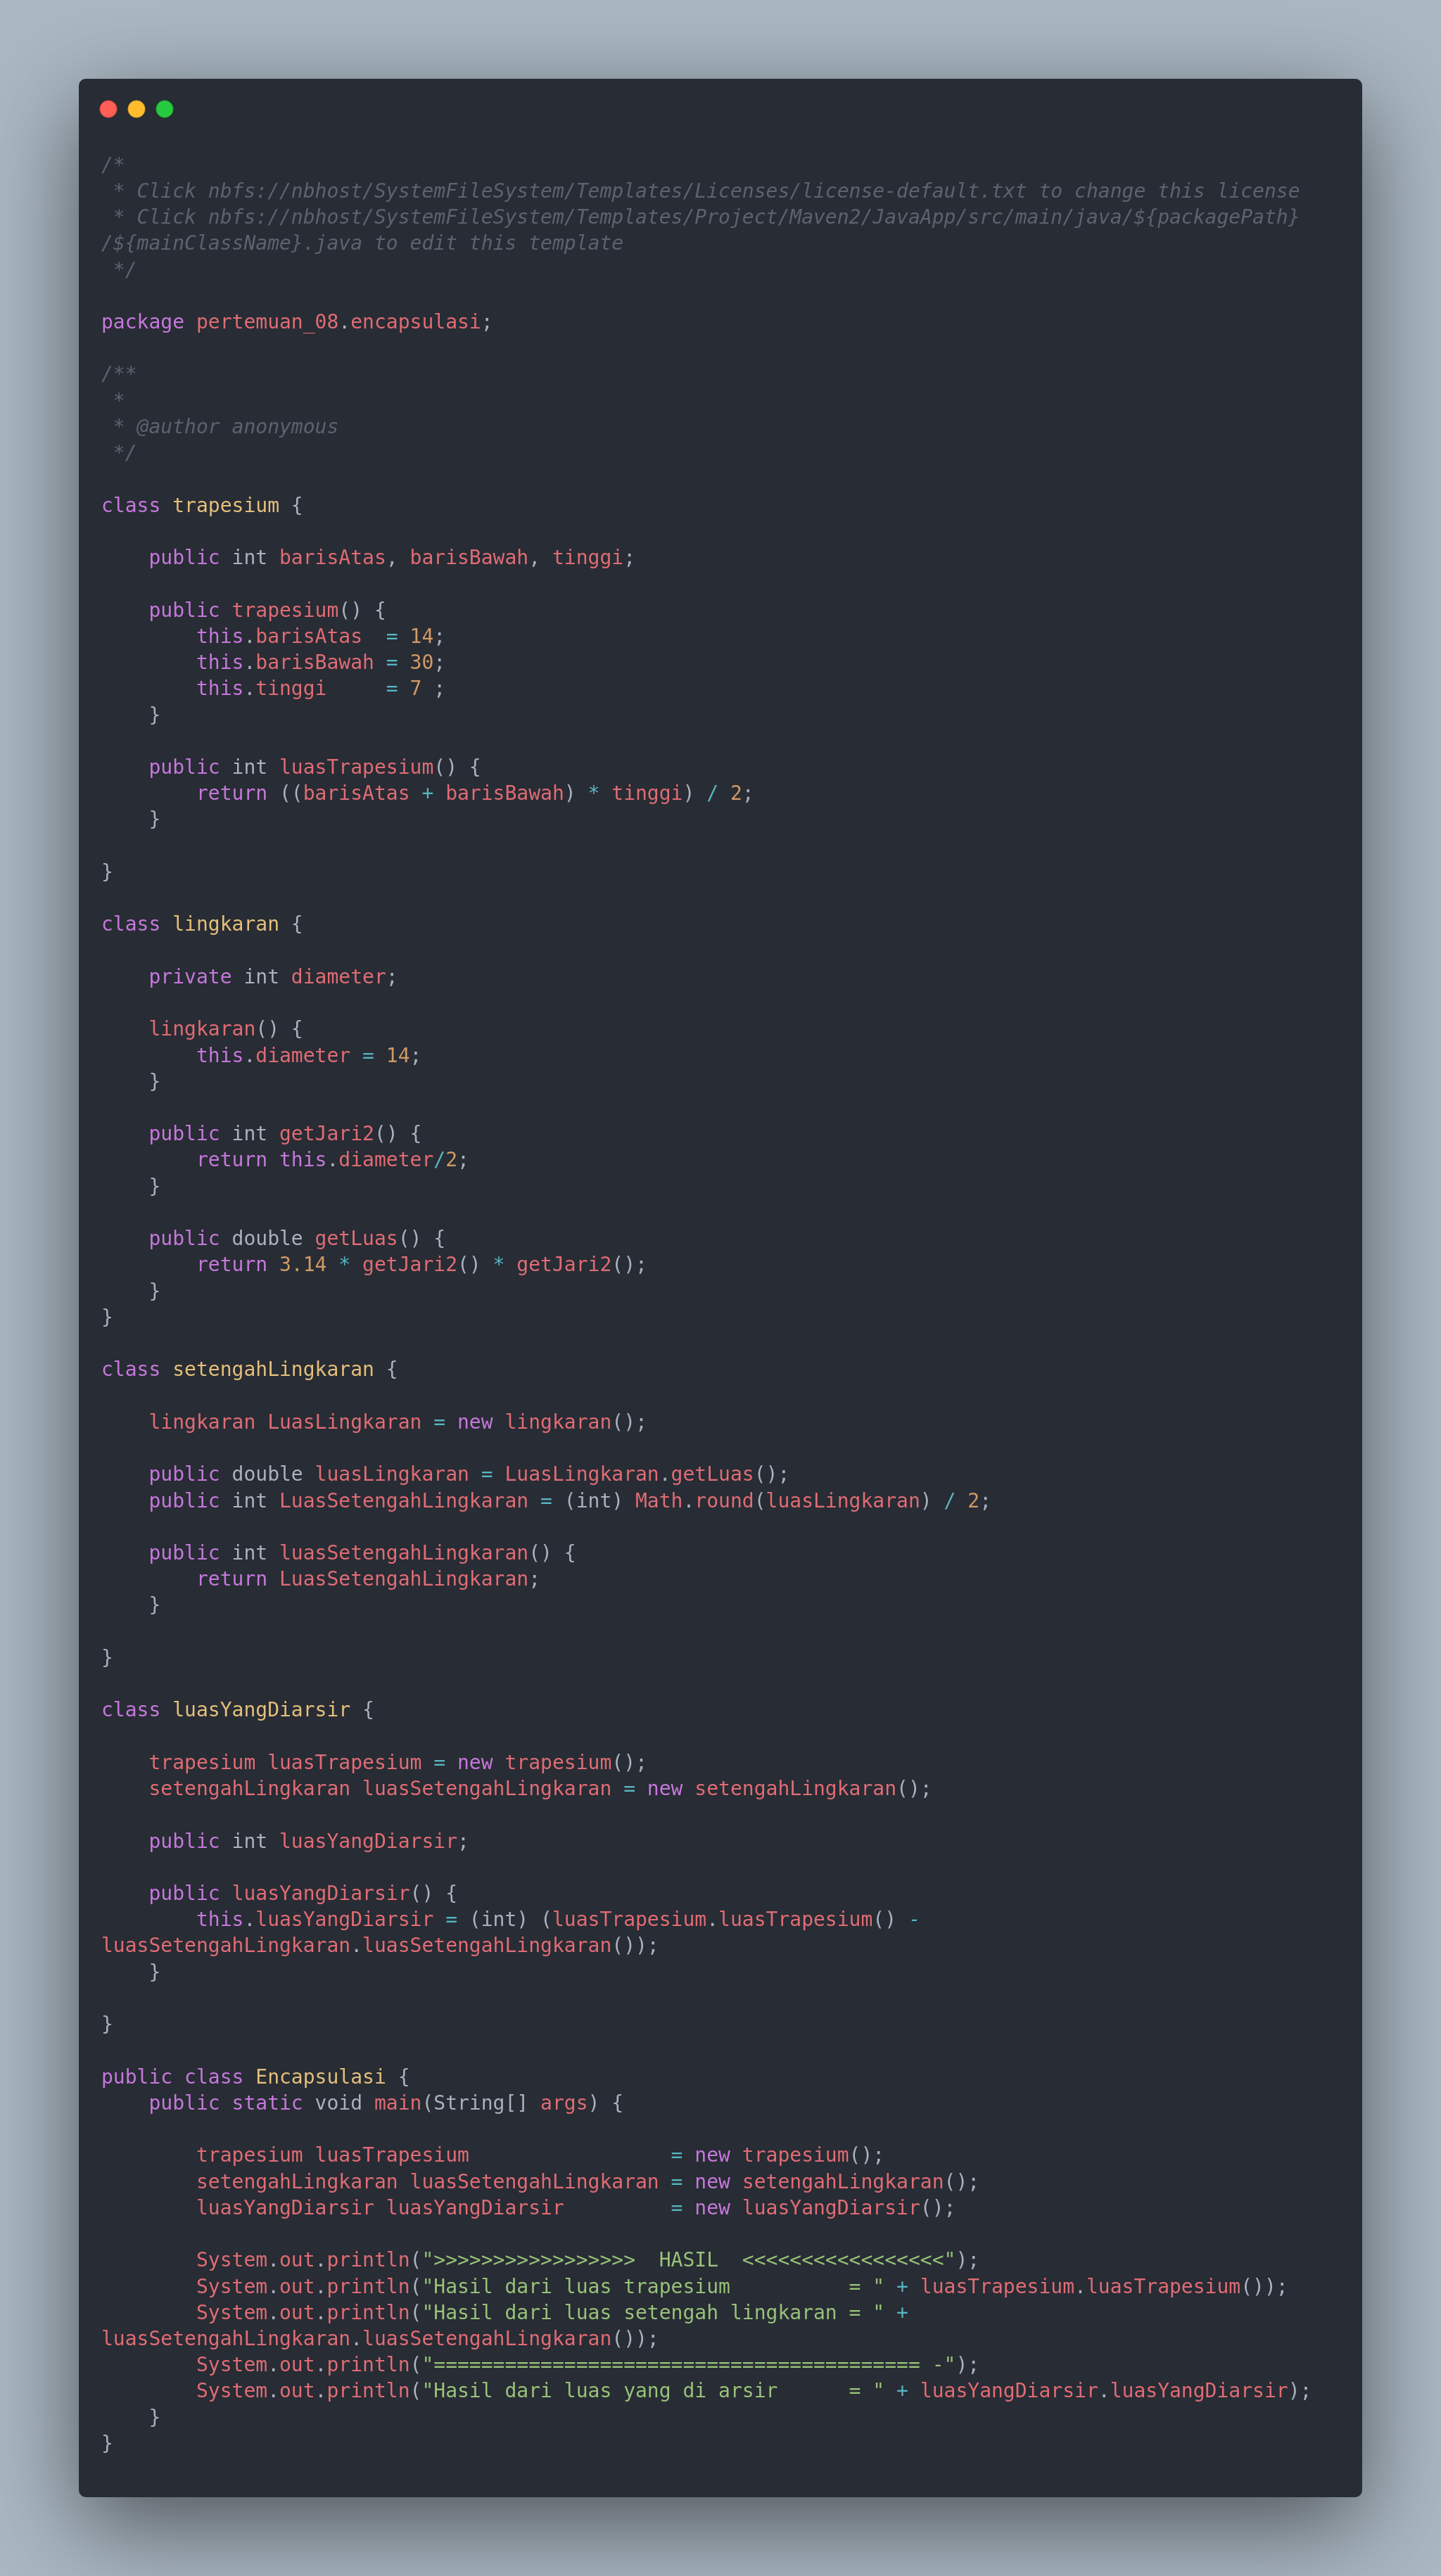 /*
 * Click nbfs://nbhost/SystemFileSystem/Templates/Licenses/license-default.txt to change this license
 * Click nbfs://nbhost/SystemFileSystem/Templates/Project/Maven2/JavaApp/src/main/java/${packagePath}
/${mainClassName}.java to edit this template
 */

package pertemuan_08.encapsulasi;

/**
 *
 * @author anonymous
 */

class trapesium {

    public int barisAtas, barisBawah, tinggi;

    public trapesium() {
        this.barisAtas  = 14;
        this.barisBawah = 30;
        this.tinggi     = 7 ;
    }

    public int luasTrapesium() {
        return ((barisAtas + barisBawah) * tinggi) / 2;
    }

}

class lingkaran {

    private int diameter;

    lingkaran() {
        this.diameter = 14;
    }

    public int getJari2() {
        return this.diameter/2;
    }

    public double getLuas() {
        return 3.14 * getJari2() * getJari2();
    }
}

class setengahLingkaran {

    lingkaran LuasLingkaran = new lingkaran();

    public double luasLingkaran = LuasLingkaran.getLuas();
    public int LuasSetengahLingkaran = (int) Math.round(luasLingkaran) / 2;

    public int luasSetengahLingkaran() {
        return LuasSetengahLingkaran;
    }

}

class luasYangDiarsir {

    trapesium luasTrapesium = new trapesium();
    setengahLingkaran luasSetengahLingkaran = new setengahLingkaran();

    public int luasYangDiarsir;

    public luasYangDiarsir() {
        this.luasYangDiarsir = (int) (luasTrapesium.luasTrapesium() -
luasSetengahLingkaran.luasSetengahLingkaran());
    }

}

public class Encapsulasi {
    public static void main(String[] args) {

        trapesium luasTrapesium                 = new trapesium();
        setengahLingkaran luasSetengahLingkaran = new setengahLingkaran();
        luasYangDiarsir luasYangDiarsir         = new luasYangDiarsir();

        System.out.println(">>>>>>>>>>>>>>>>>  HASIL  <<<<<<<<<<<<<<<<<");
        System.out.println("Hasil dari luas trapesium          = " + luasTrapesium.luasTrapesium());
        System.out.println("Hasil dari luas setengah lingkaran = " +
luasSetengahLingkaran.luasSetengahLingkaran());
        System.out.println("========================================= -");
        System.out.println("Hasil dari luas yang di arsir      = " + luasYangDiarsir.luasYangDiarsir);
    }
}